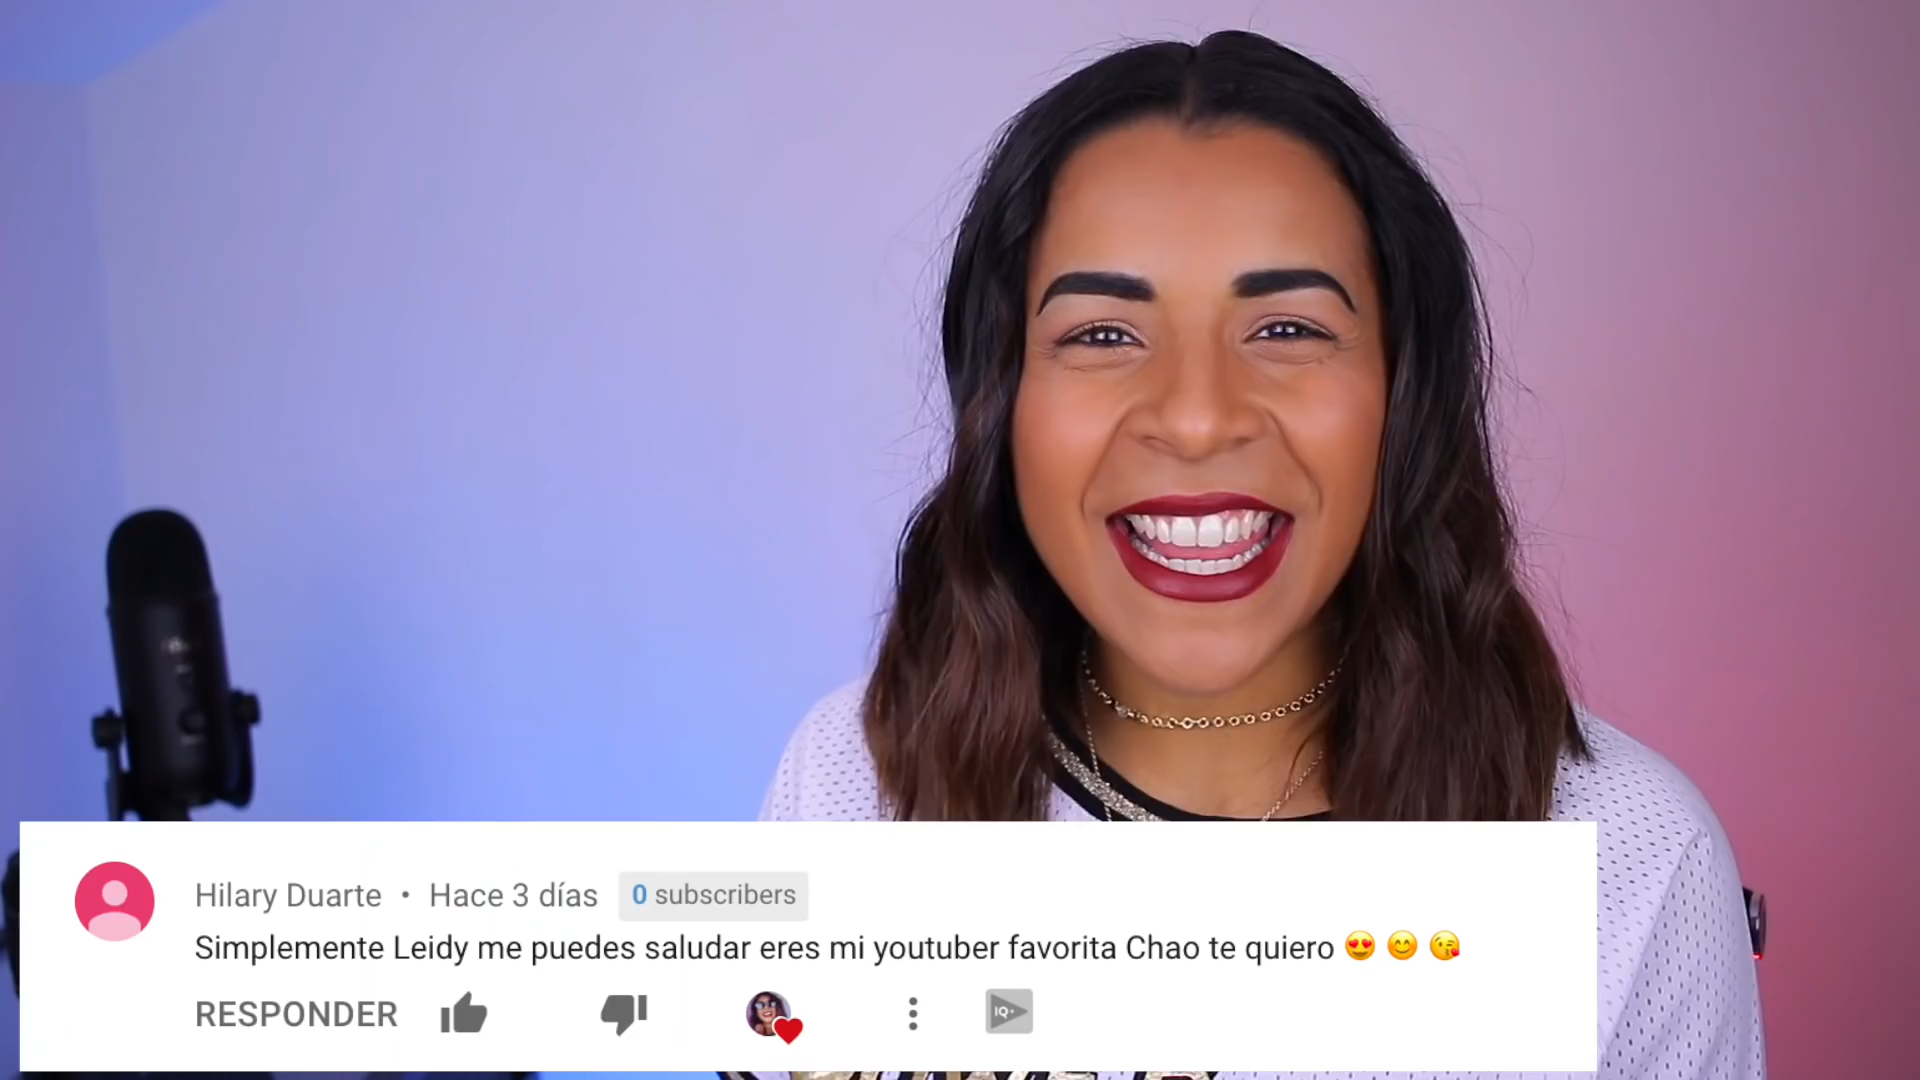 Hilary Duarte • Hace 3 días 0 subscribers
Simplemente Leidy me puedes saludar eres mi youtuber favorita Chao te quiero 😍 😊 😘
RESPONDER IQ+